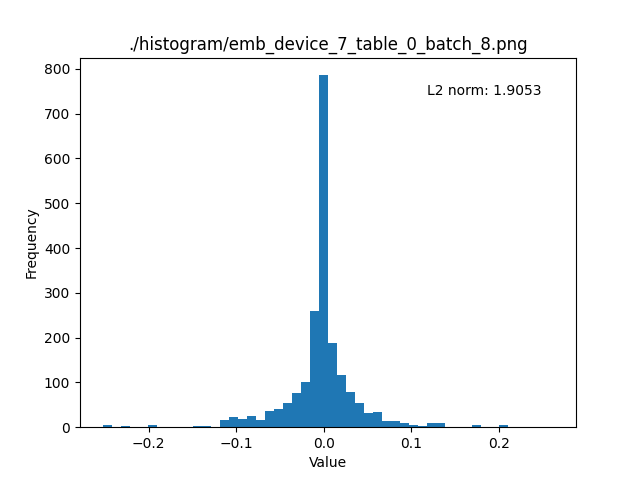 ./histogram/emb_device_7_table_0_batch_8.png
L2 norm: 1.9053
Frequency
800
700
600
500
400
300
200
100
0
−0.2 −0.1 0.0 0.1 0.2
Value